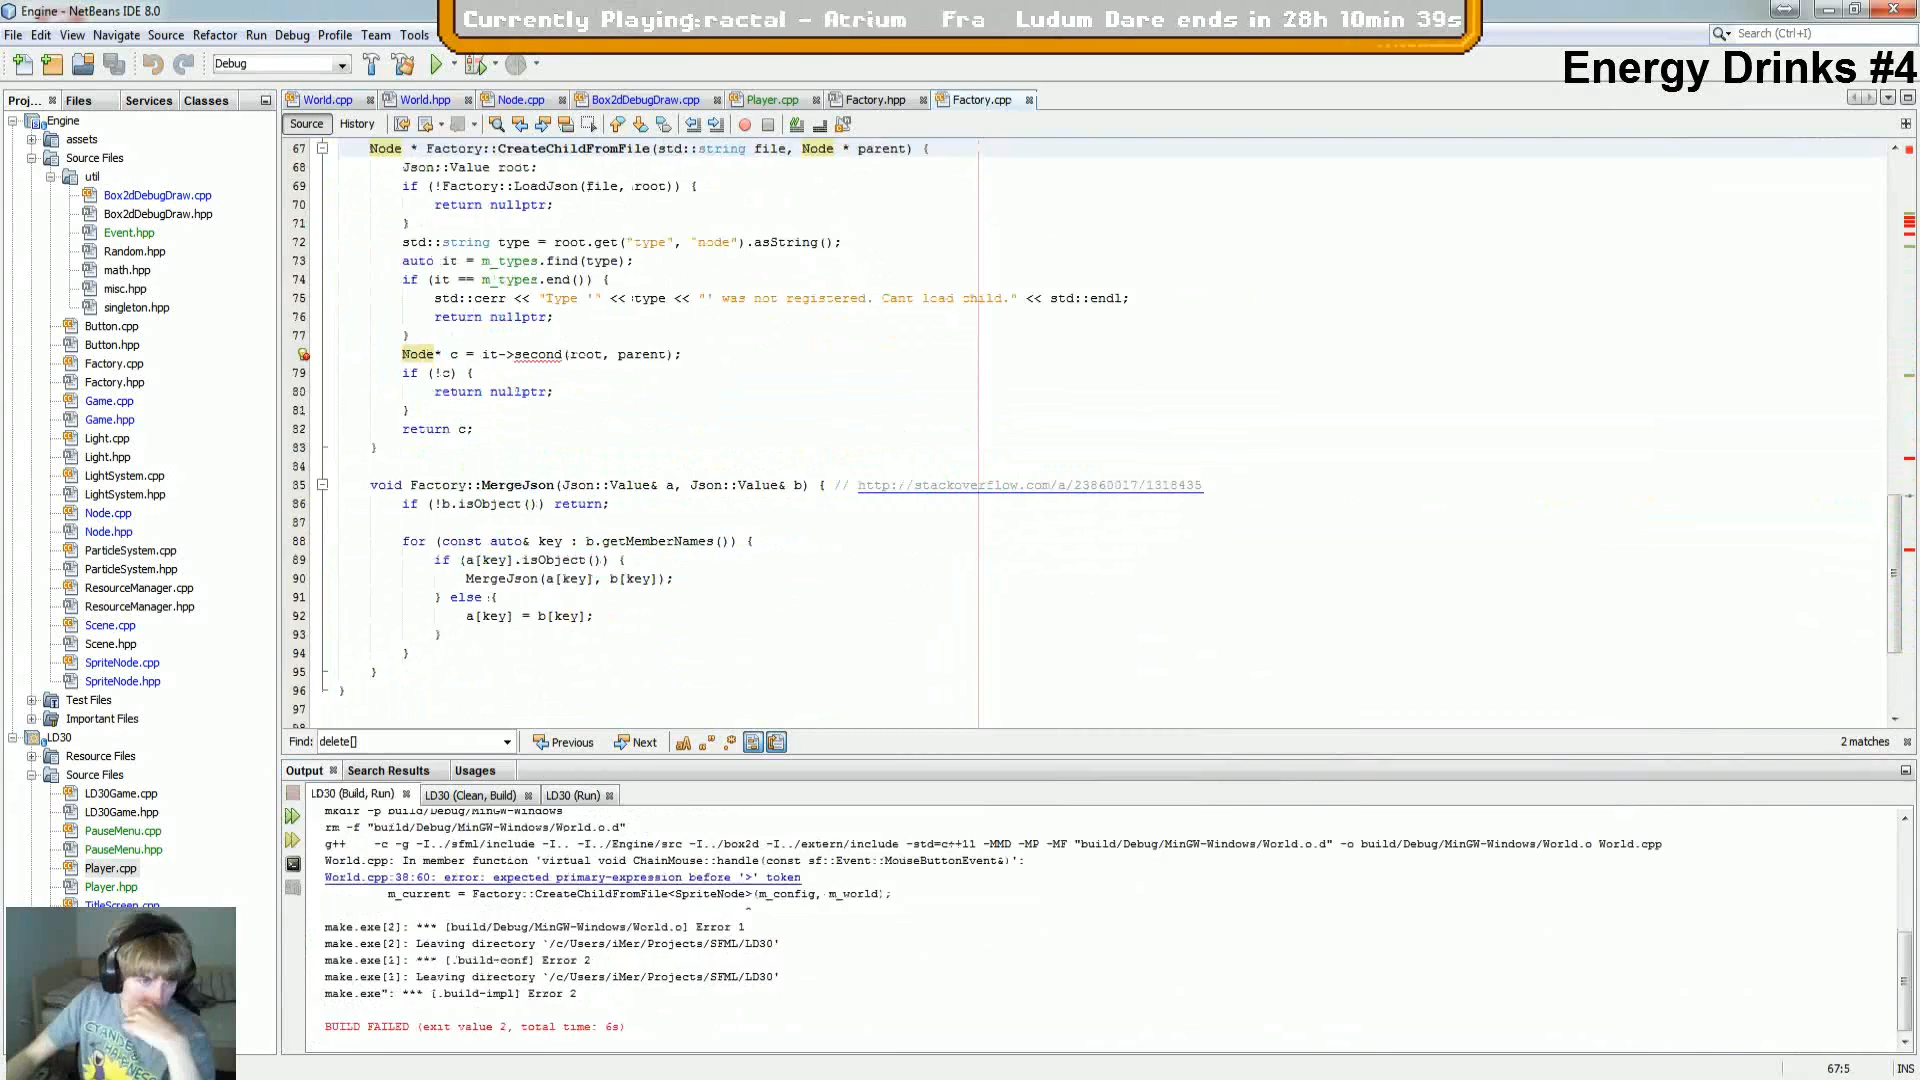 Engine - NetBeans IDE 8.0
Currently Playing:ractal - Atrium Fra Ludum Dare ends in 28h 10min 39s
File Edit View Navigate Source Refactor Run Debug Profile Team Tools
Search (Ctrl+I)
Debug
Energy Drinks #4
Proj... Files Services Classes
World.cpp World.hpp Node.cpp Box2dDebugDraw.cpp Player.cpp Factory.hpp Factory.cpp
Source History
Engine
assets
Source Files
util
Box2dDebugDraw.cpp
Box2dDebugDraw.hpp
Event.hpp
Random.hpp
math.hpp
misc.hpp
singleton.hpp
Button.cpp
Button.hpp
Factory.cpp
Factory.hpp
Game.cpp
Game.hpp
Light.cpp
Light.hpp
LightSystem.cpp
LightSystem.hpp
Node.cpp
Node.hpp
ParticleSystem.cpp
ParticleSystem.hpp
ResourceManager.cpp
ResourceManager.hpp
Scene.cpp
Scene.hpp
SpriteNode.cpp
SpriteNode.hpp
Test Files
Important Files
LD30
Resource Files
Source Files
LD30Game.cpp
LD30Game.hpp
PauseMenu.cpp
PauseMenu.hpp
Player.cpp
Player.hpp
TitleScreen.cpp
67 Node * Factory::CreateChildFromFile(std::string file, Node * parent) {
68 Json::Value root;
69 if (!Factory::LoadJson(file, root)) {
70 return nullptr;
71 }
72 std::string type = root.get("type", "node").asString();
73 auto it = m_types.find(type);
74 if (it == m_types.end()) {
75 std::cerr << "Type '" << type << "' was not registered. Cant load child." << std::endl;
76 return nullptr;
77 }
Node* c = it->second(root, parent);
79 if (!c) {
80 return nullptr;
81 }
82 return c;
83 }
84
85 void Factory::MergeJson(Json::Value& a, Json::Value& b) { // http://stackoverflow.com/a/23860017/1318435
86 if (!b.isObject()) return;
87
88 for (const auto& key : b.getMemberNames()) {
89 if (a[key].isObject()) {
90 MergeJson(a[key], b[key]);
91 } else {
92 a[key] = b[key];
93 }
94 }
95 }
96 }
97
98
Find: delete[] Previous Next 2 matches
Output Search Results Usages
LD30 (Build, Run) LD30 (Clean, Build) LD30 (Run)
mkdir -p build/Debug/MinGW-Windows
rm -f "build/Debug/MinGW-Windows/World.o.d"
g++ -c -g -I../sfml/include -I.. -I../Engine/src -I../box2d -I../extern/include -std=c++11 -MMD -MP -MF "build/Debug/MinGW-Windows/World.o.d" -o build/Debug/MinGW-Windows/World.o World.cpp
World.cpp: In member function 'virtual void ChainMouse::handle(const sf::Event::MouseButtonEvent&)':
World.cpp:38:60: error: expected primary-expression before '>' token
m_current = Factory::CreateChildFromFile<SpriteNode>(m_config, m_world);
^
make.exe[2]: *** [build/Debug/MinGW-Windows/World.o] Error 1
make.exe[2]: Leaving directory `/c/Users/iMer/Projects/SFML/LD30'
make.exe[1]: *** [.build-conf] Error 2
make.exe[1]: Leaving directory `/c/Users/iMer/Projects/SFML/LD30'
make.exe": *** [.build-impl] Error 2
BUILD FAILED (exit value 2, total time: 6s)
67:5 INS